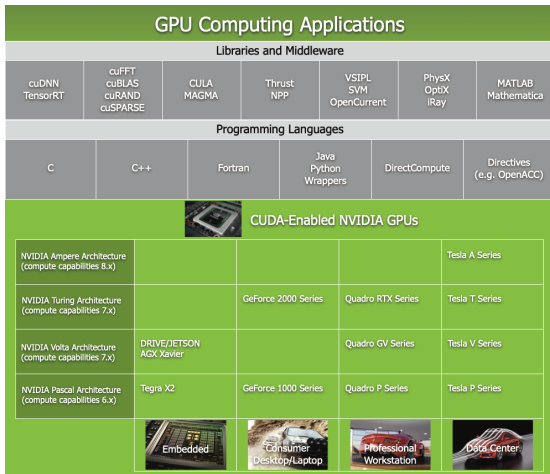 GPU Computing Applications
Libraries and Middleware
cuDNN
TensorRT
cuFFT
cuBLAS
cuRAND
cuSPARSE
CULA
MAGMA
Thrust
NPP
VSIPL
SVM
OpenCurrent
PhysX
OptiX
iRay
MATLAB
Mathematica
Programming Languages
C
C++
Fortran
Java
Python
Wrappers
DirectCompute
Directives
(e.g. OpenACC)
CUDA-Enabled NVIDIA GPUs
NVIDIA Ampere Architecture
(compute capabilities 8.x)
Tesla A Series
NVIDIA Turing Architecture
(compute capabilities 7.x)
GeForce 2000 Series
Quadro RTX Series
Tesla T Series
NVIDIA Volta Architecture
(compute capabilities 7.x)
DRIVE/JETSON
AGX Xavier
Quadro GV Series
Tesla V Series
NVIDIA Pascal Architecture
(compute capabilities 6.x)
Tegra X2
GeForce 1000 Series
Quadro P Series
Tesla P Series
Embedded
Consumer
Desktop/Laptop
Professional
Workstation
Data Center